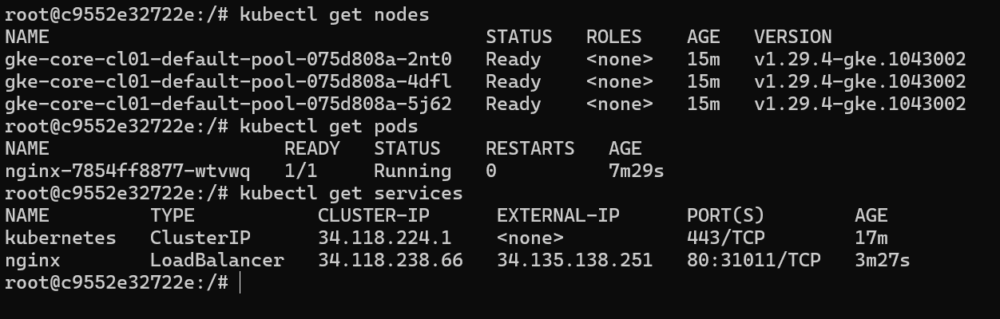 root@c9552e32722e:/# kubectl get nodes
NAME                                       STATUS   ROLES    AGE   VERSION
gke-core-cl01-default-pool-075d808a-2nt0   Ready    <none>   15m   v1.29.4-gke.1043002
gke-core-cl01-default-pool-075d808a-4dfl   Ready    <none>   15m   v1.29.4-gke.1043002
gke-core-cl01-default-pool-075d808a-5j62   Ready    <none>   15m   v1.29.4-gke.1043002
root@c9552e32722e:/# kubectl get pods
NAME                     READY   STATUS    RESTARTS   AGE
nginx-7854ff8877-wtvwq   1/1     Running   0          7m29s
root@c9552e32722e:/# kubectl get services
NAME         TYPE           CLUSTER-IP      EXTERNAL-IP      PORT(S)        AGE
kubernetes   ClusterIP      34.118.224.1    <none>           443/TCP        17m
nginx        LoadBalancer   34.118.238.66   34.135.138.251   80:31011/TCP   3m27s
root@c9552e32722e:/#